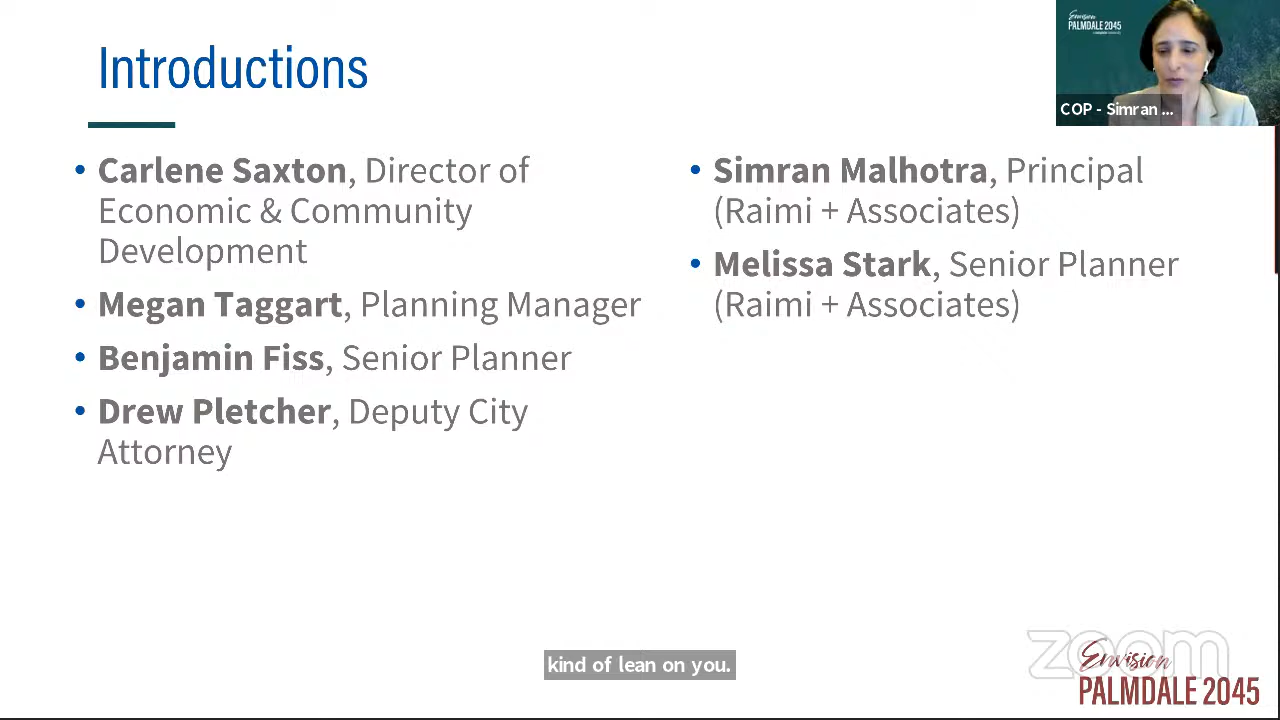 Introductions
• Carlene Saxton, Director of
Economic & Community
Development
• Megan Taggart, Planning Manager
• Benjamin Fiss, Senior Planner
• Drew Pletcher, Deputy City
Attorney
• Simran Malhotra, Principal
(Raimi + Associates)
• Melissa Stark, Senior Planner
(Raimi + Associates)
Envision
PALMDALE 2045
COP - Simran ...
kind of lean on you.
zoom
Envision
PALMDALE 2045